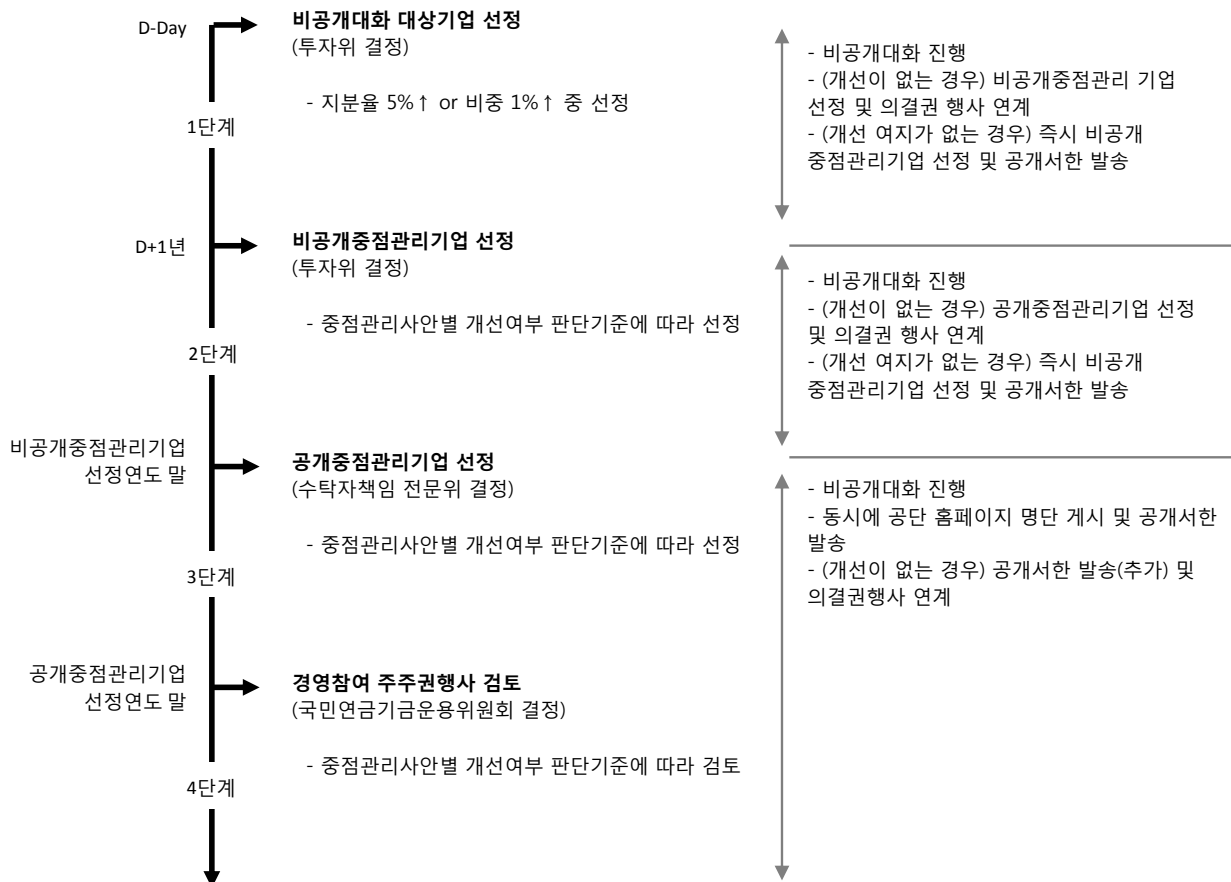 D-Day
비공개대화 대상기업 선정
(투자위 결정)
- 지분율 5%↑ or 비중 1%↑ 중 선정
1단계
- 비공개대화 진행
- (개선이 없는 경우) 비공개중점관리 기업
선정 및 의결권 행사 연계
- (개선 여지가 없는 경우) 즉시 비공개
중점관리기업 선정 및 공개서한 발송
D+1년
비공개중점관리기업 선정
(투자위 결정)
- 중점관리사안별 개선여부 판단기준에 따라 선정
2단계
- 비공개대화 진행
- (개선이 없는 경우) 공개중점관리기업 선정
및 의결권 행사 연계
- (개선 여지가 없는 경우) 즉시 비공개
중점관리기업 선정 및 공개서한 발송
비공개중점관리기업
선정연도 말
공개중점관리기업 선정
(수탁자책임 전문위 결정)
- 중점관리사안별 개선여부 판단기준에 따라 선정
3단계
- 비공개대화 진행
- 동시에 공단 홈페이지 명단 게시 및 공개서한
발송
- (개선이 없는 경우) 공개서한 발송(추가) 및
의결권행사 연계
공개중점관리기업
선정연도 말
경영참여 주주권행사 검토
(국민연금기금운용위원회 결정)
- 중점관리사안별 개선여부 판단기준에 따라 검토
4단계